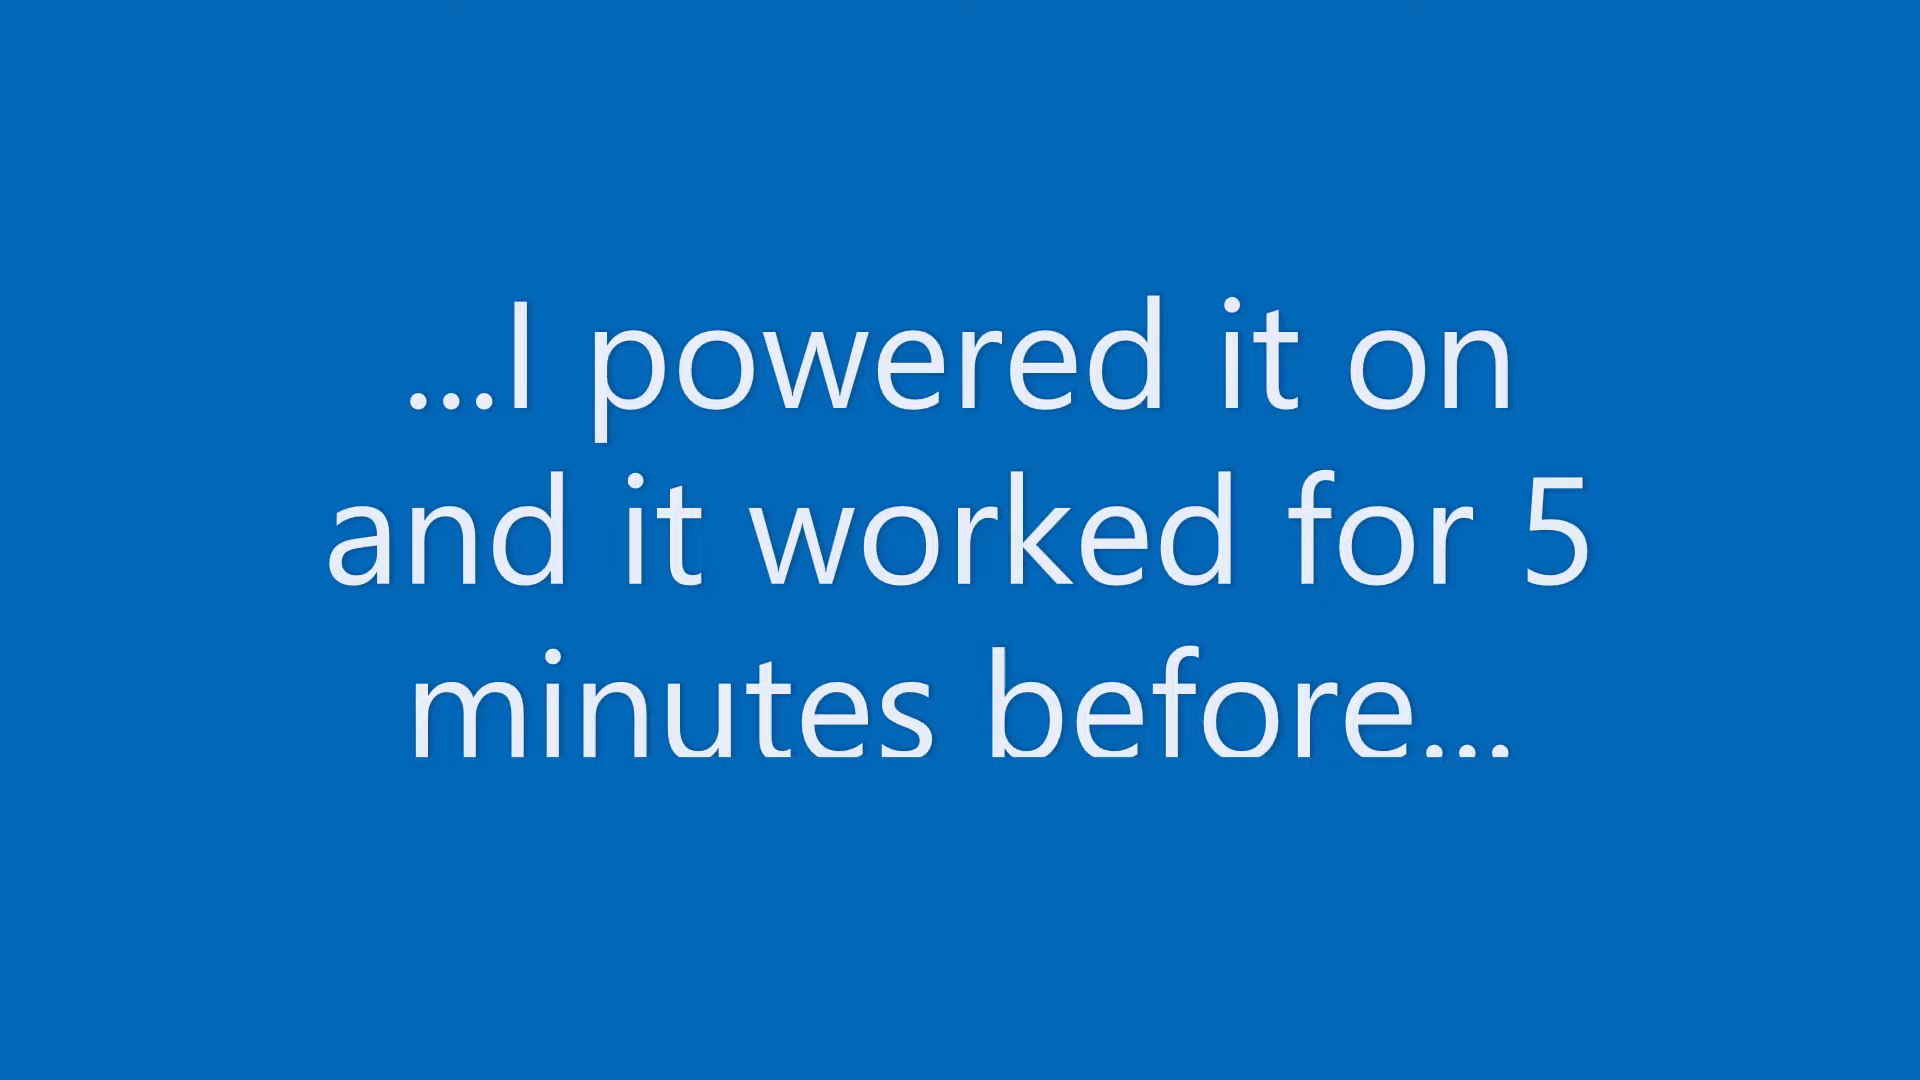 ...I powered it on
and it worked for 5
minutes before...